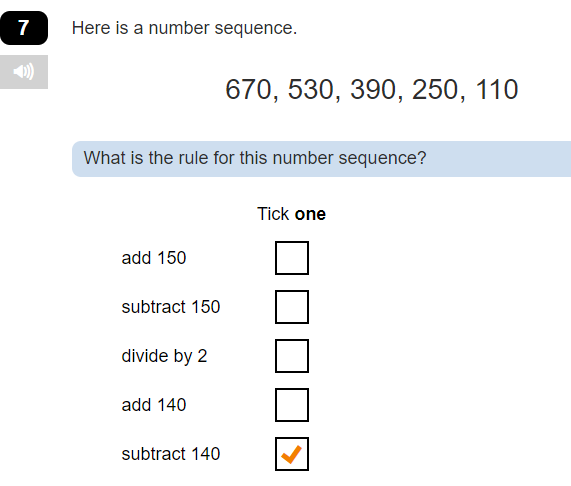 7
Here is a number sequence.
670, 530, 390, 250, 110
What is the rule for this number sequence?
Tick one
add 150
subtract 150
divide by 2
add 140
subtract 140